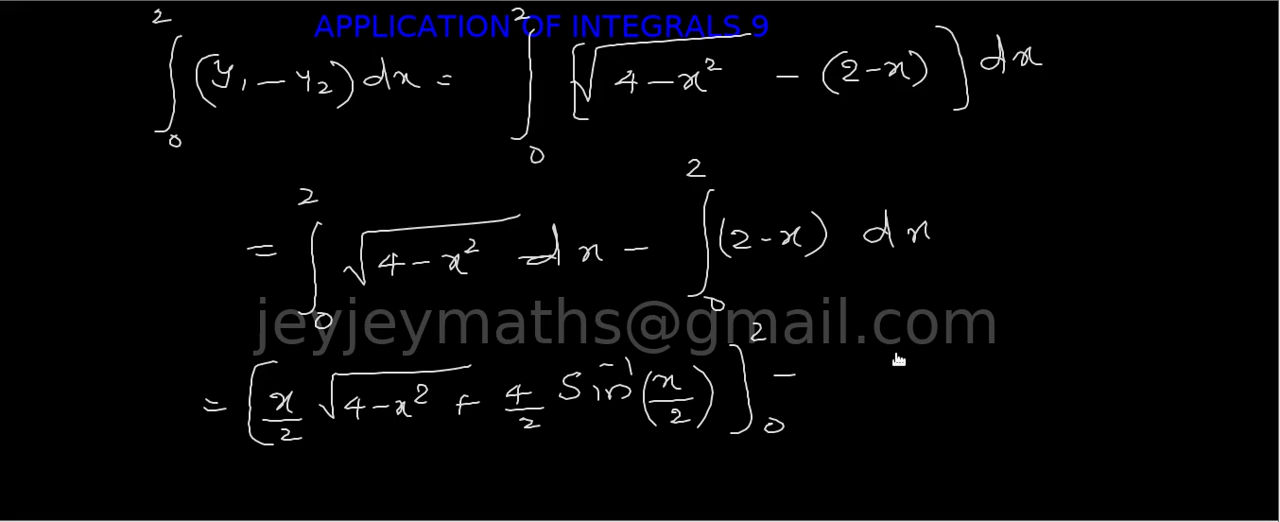 APPLICATION OF INTEGRALS 9
∫₀² (y₁ − y₂) dx = ∫₀² [√(4−x²) − (2−x)] dx
= ∫₀² √(4−x²) dx − ∫₀² (2−x) dx
jeyjeymaths@gmail.com
= [x/2 √(4−x²) + 4/2 Sin⁻¹(x/2)]₀² −